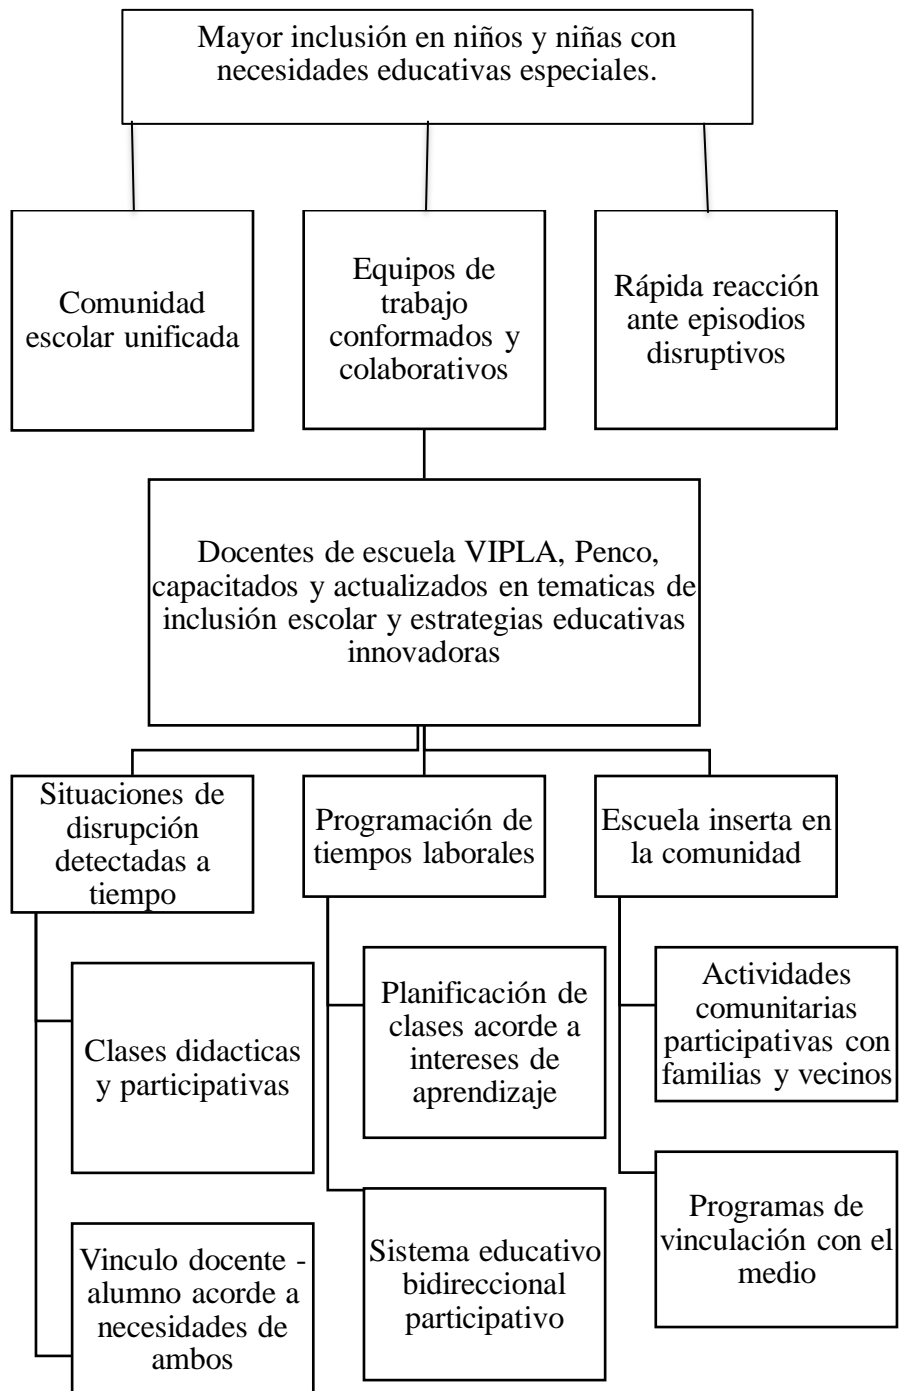 Mayor inclusión en niños y niñas con
necesidades educativas especiales.
Comunidad
escolar unificada
Equipos de
trabajo
conformados y
colaborativos
Rápida reacción
ante episodios
disruptivos
Docentes de escuela VIPLA, Penco,
capacitados y actualizados en tematicas de
inclusión escolar y estrategias educativas
innovadoras
Situaciones de
disrupción
detectadas a
tiempo
Programación de
tiempos laborales
Escuela inserta en
la comunidad
Clases didacticas
y participativas
Planificación de
clases acorde a
intereses de
aprendizaje
Actividades
comunitarias
participativas con
familias y vecinos
Vinculo docente -
alumno acorde a
necesidades de
ambos
Sistema educativo
bidireccional
participativo
Programas de
vinculación con el
medio